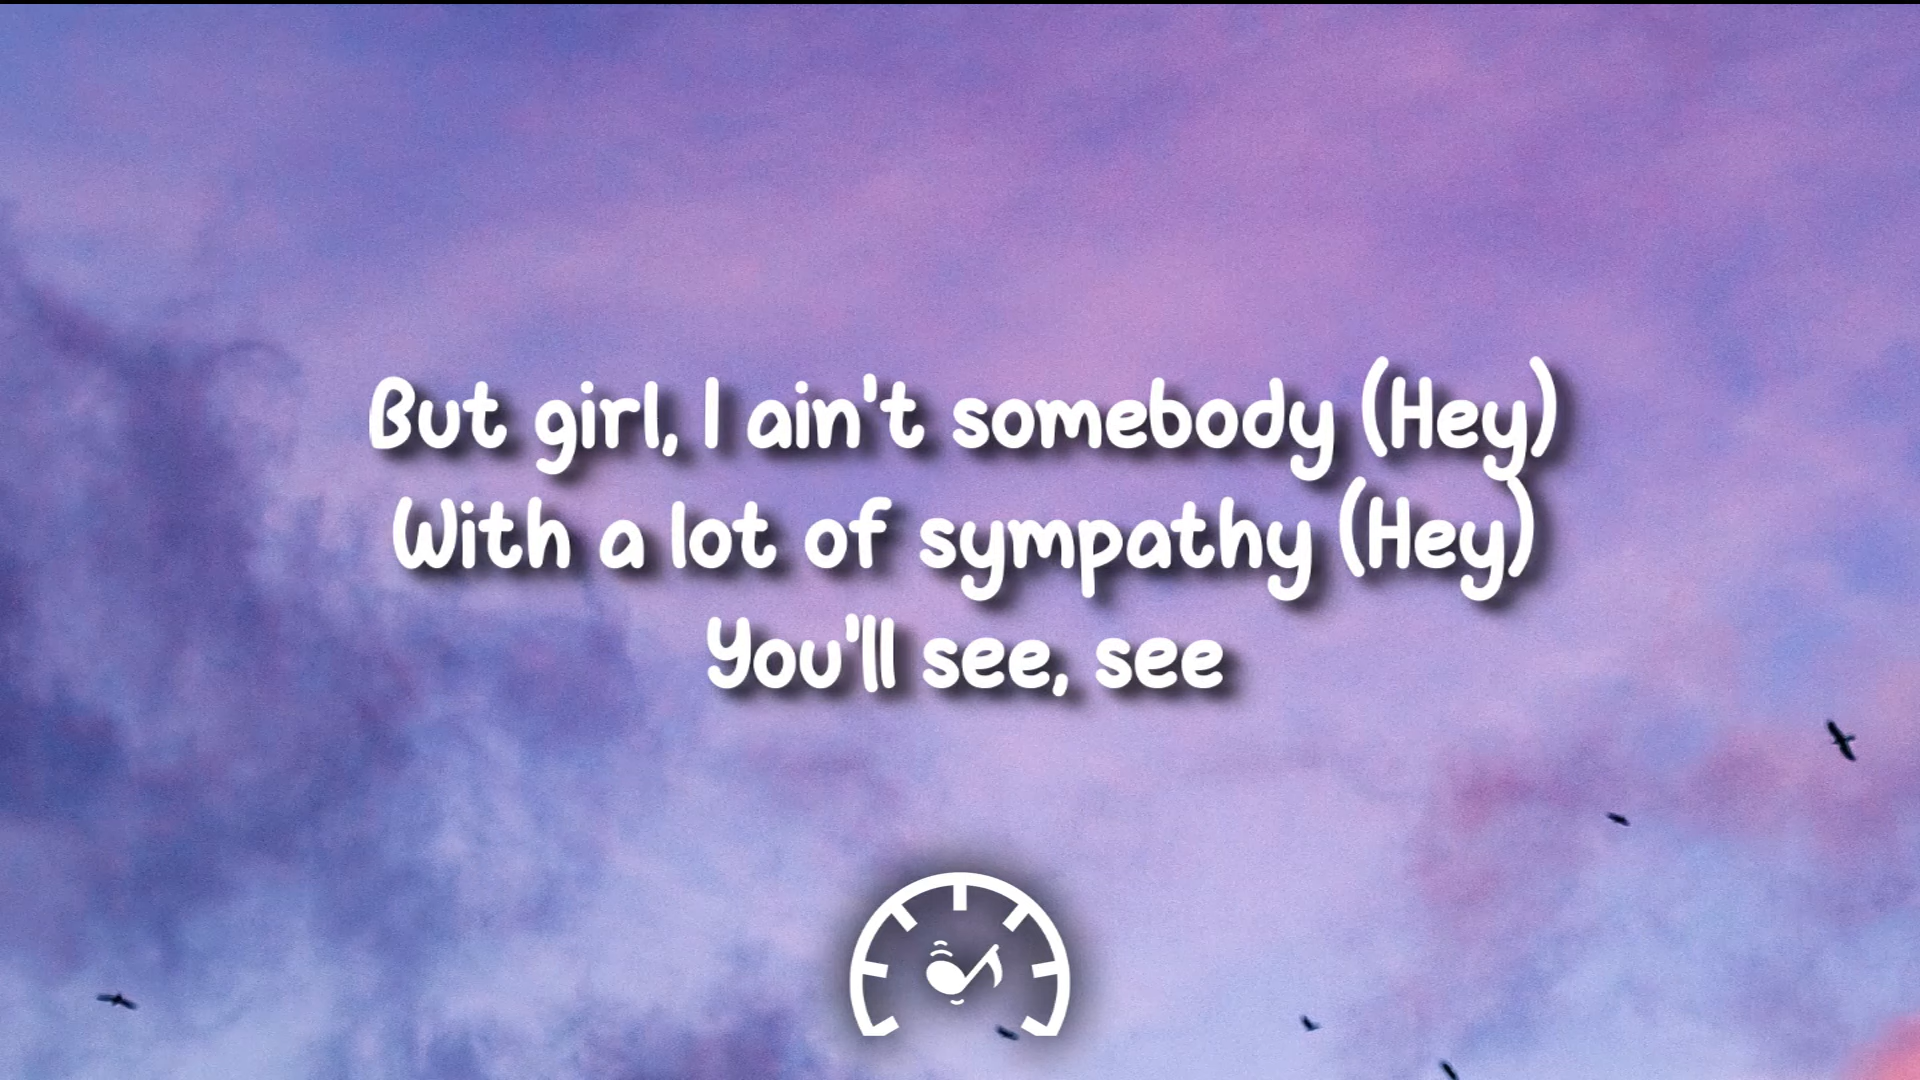 But girl, I ain't somebody (Hey)
With a lot of sympathy (Hey)
You'll see, see